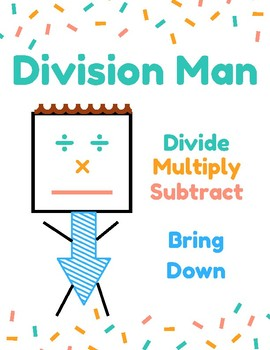 Division Man
Divide
Multiply
Subtract
Bring
Down